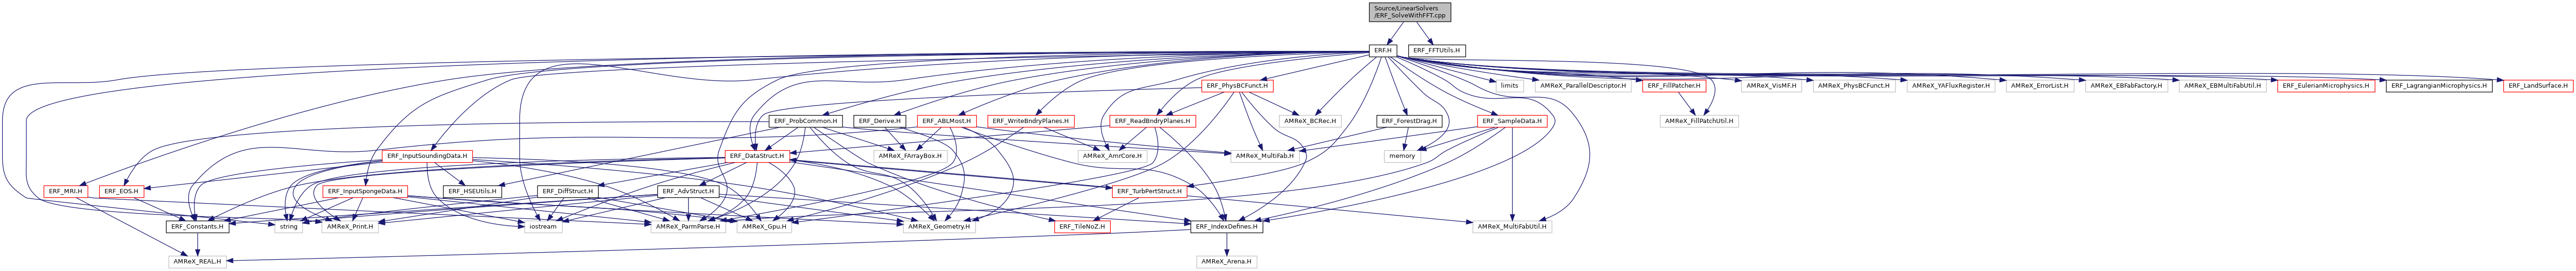 Source/LinearSolvers
/ERF_SolveWithFFT.cpp
ERF.H
ERF_FFTUtils.H
ERF_PhysBCFunct.H
limits
AMReX_ParallelDescriptor.H
ERF_FillPatcher.H
AMReX_VisMF.H
AMReX_PhysBCFunct.H
AMReX_YAFluxRegister.H
AMReX_ErrorList.H
AMReX_EBFabFactory.H
AMReX_EBMultiFabUtil.H
ERF_EulerianMicrophysics.H
ERF_LagrangianMicrophysics.H
ERF_LandSurface.H
ERF_ProbCommon.H
ERF_Derive.H
ERF_ABLMost.H
ERF_WriteBndryPlanes.H
ERF_ReadBndryPlanes.H
AMReX_BCRec.H
ERF_ForestDrag.H
ERF_SampleData.H
AMReX_FillPatchUtil.H
ERF_InputSoundingData.H
ERF_DataStruct.H
AMReX_FArrayBox.H
AMReX_AmrCore.H
AMReX_MultiFab.H
memory
ERF_MRI.H
ERF_EOS.H
ERF_InputSpongeData.H
ERF_HSEUtils.H
ERF_DiffStruct.H
ERF_AdvStruct.H
ERF_TurbPertStruct.H
ERF_Constants.H
string
AMReX_Print.H
iostream
AMReX_ParmParse.H
AMReX_Gpu.H
AMReX_Geometry.H
ERF_TileNoZ.H
ERF_IndexDefines.H
AMReX_MultiFabUtil.H
AMReX_REAL.H
AMReX_Arena.H